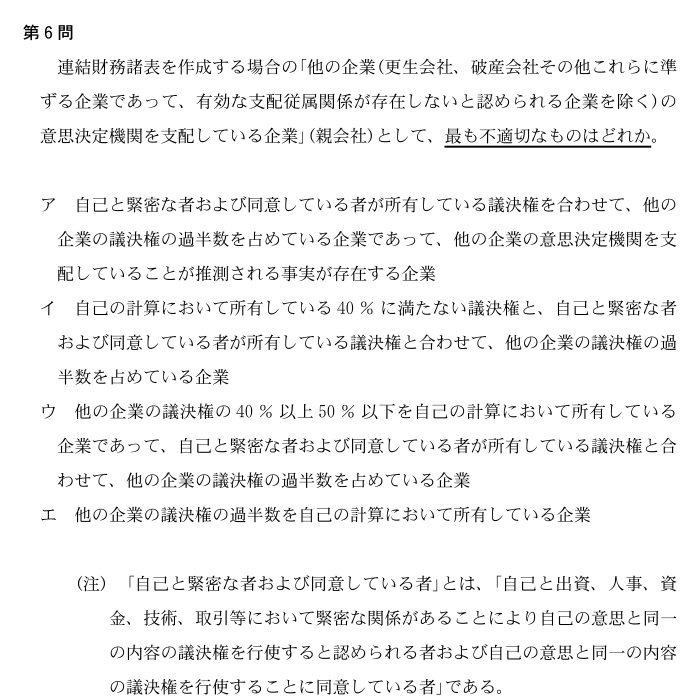 第6問
連結財務諸表を作成する場合の「他の企業(更生会社、破産会社その他これらに準
ずる企業であって、有効な支配従属関係が存在しないと認められる企業を除く)の
意思決定機関を支配している企業」(親会社)として、最も不適切なものはどれか。
ア 自己と緊密な者および同意している者が所有している議決権を合わせて、他の
企業の議決権の過半数を占めている企業であって、他の企業の意思決定機関を支
配していることが推測される事実が存在する企業
イ 自己の計算において所有している40 % に満たない議決権と、自己と緊密な者
および同意している者が所有している議決権と合わせて、他の企業の議決権の過
半数を占めている企業
ウ 他の企業の議決権の40 % 以上50 % 以下を自己の計算において所有している
企業であって、自己と緊密な者および同意している者が所有している議決権と合
わせて、他の企業の議決権の過半数を占めている企業
エ 他の企業の議決権の過半数を自己の計算において所有している企業
(注) 「自己と緊密な者および同意している者」とは、「自己と出資、人事、資
金、技術、取引等において緊密な関係があることにより自己の意思と同一
の内容の議決権を行使すると認められる者および自己の意思と同一の内容
の議決権を行使することに同意している者」である。